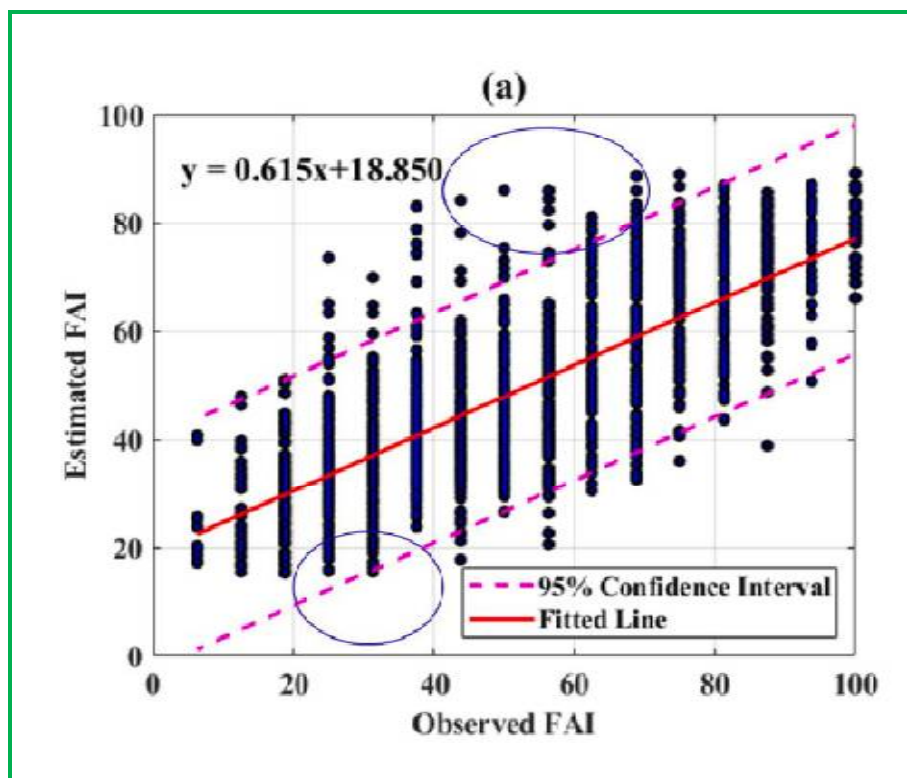 (a)
y = 0.615x+18.850
100
80
60
40
20
0
Estimated FAI
95% Confidence Interval
Fitted Line
0 20 40 60 80 100
Observed FAI